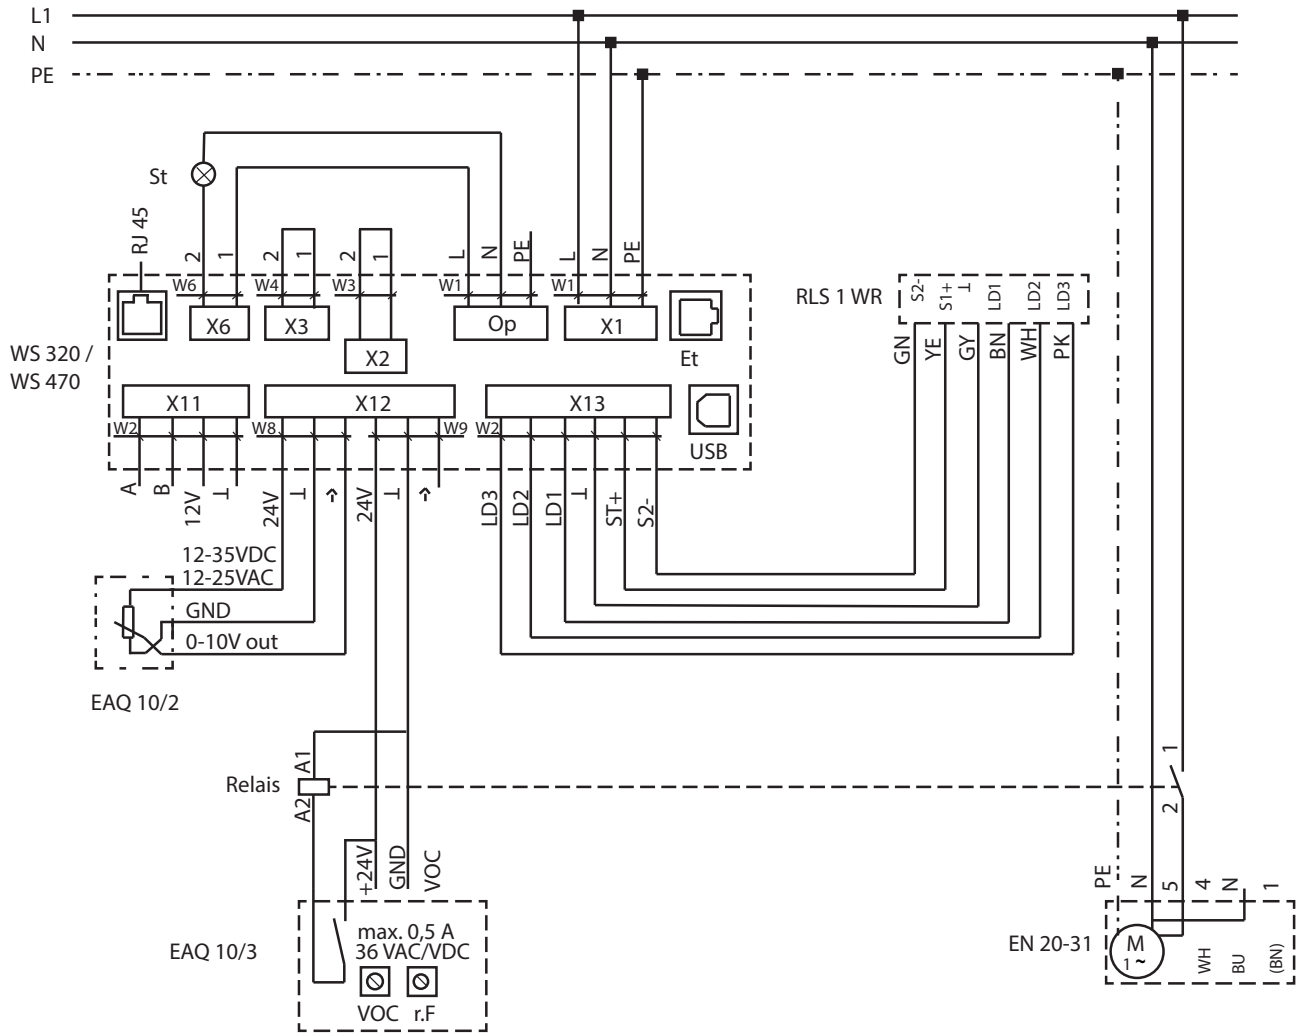 L1
N
PE
St
RJ 45
2 1 2 1 2 1 L N PE L N PE
W6 W4 W3 W1 W1
X6 X3 Op X1
X2
Et
WS 320 /
WS 470
X11 X12 X13
W2 W8 W9 W2
USB
A B 12V ⊥ 24V ⊥ 24V ⊥ LD3 LD2 LD1 ⊥ ST+ S2-
RLS 1 WR
S2- S1+ ⊥ LD1 LD2 LD3
GN YE GY BN WH PK
12-35VDC
12-25VAC
GND
0-10V out
EAQ 10/2
A1
Relais
A2
1
2
+24V GND VOC
EAQ 10/3
max. 0,5 A
36 VAC/VDC
VOC r.F
PE N 5 4 N 1
EN 20-31
M
1 ~
WH BU (BN)